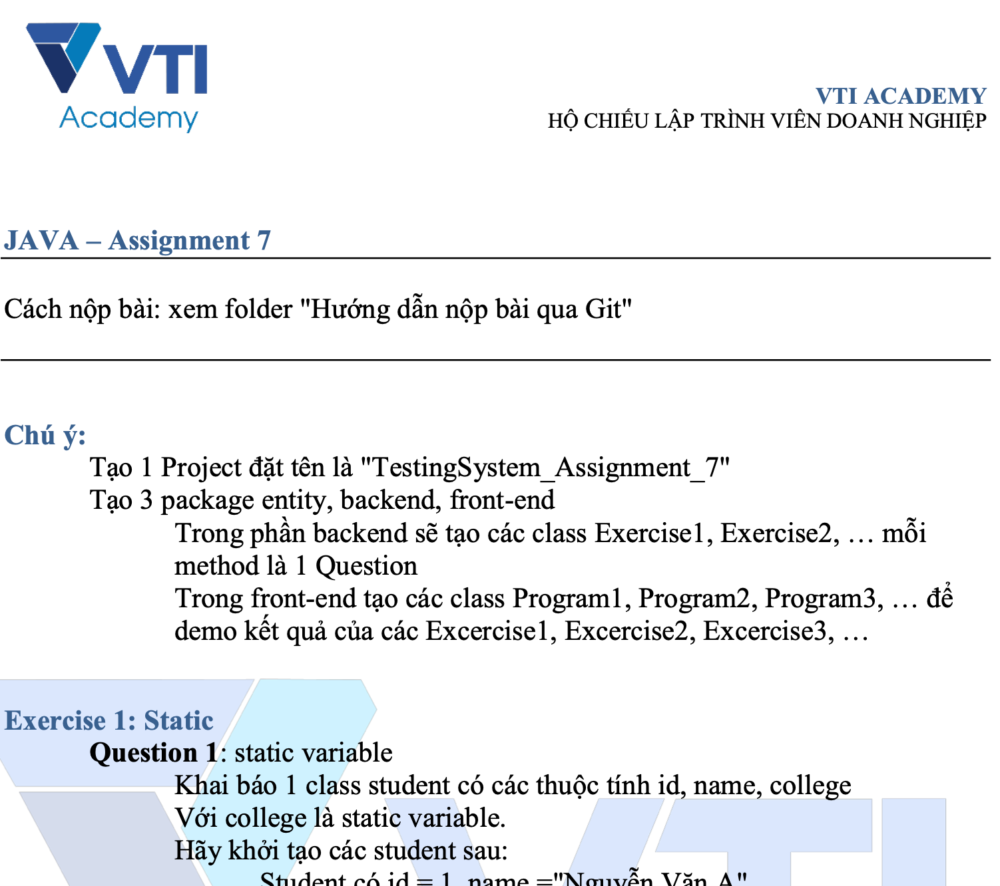 VTI
Academy
VTI ACADEMY
HỘ CHIẾU LẬP TRÌNH VIÊN DOANH NGHIỆP
JAVA – Assignment 7
Cách nộp bài: xem folder "Hướng dẫn nộp bài qua Git"
Chú ý:
Tạo 1 Project đặt tên là "TestingSystem_Assignment_7"
Tạo 3 package entity, backend, front-end
Trong phần backend sẽ tạo các class Exercise1, Exercise2, … mỗi
method là 1 Question
Trong front-end tạo các class Program1, Program2, Program3, … để
demo kết quả của các Excercise1, Excercise2, Excercise3, …
Exercise 1: Static
Question 1: static variable
Khai báo 1 class student có các thuộc tính id, name, college
Với college là static variable.
Hãy khởi tạo các student sau:
Student có id = 1, name ="Nguyễn Văn A"
VTI